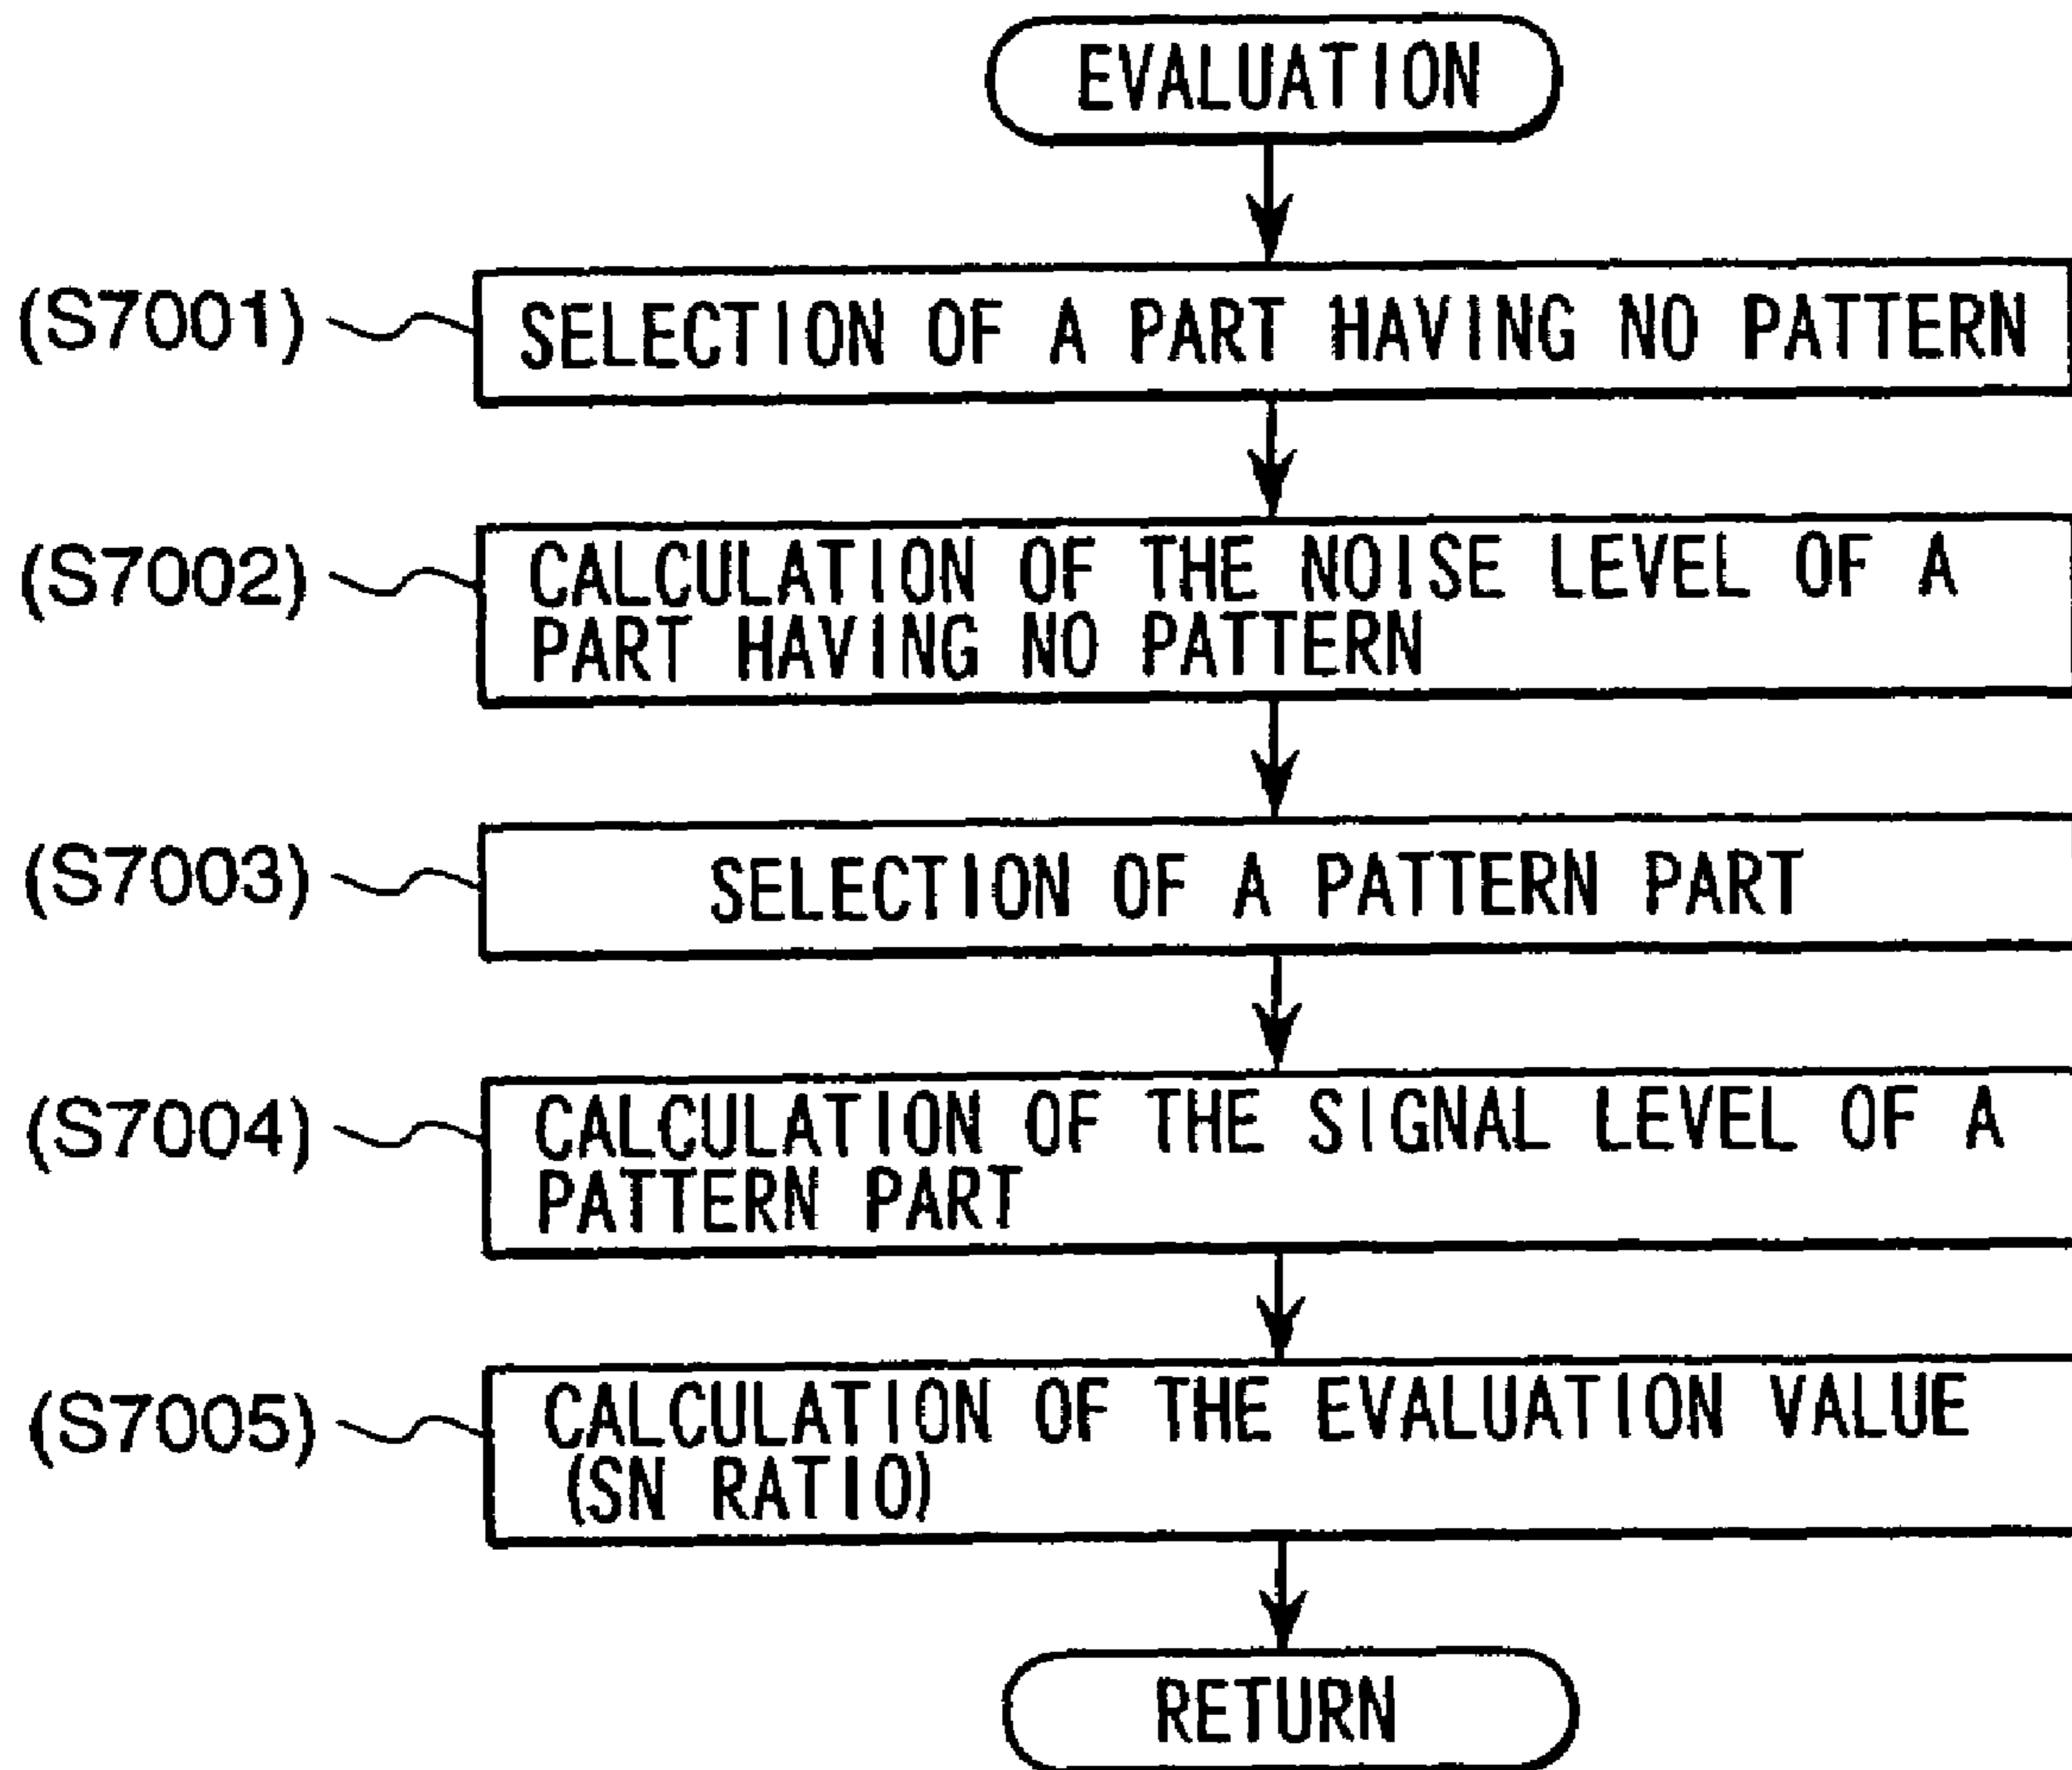 EVALUATION
(S7001)
SELECTION OF A PART HAVING NO PATTERN
(S7002)
CALCULATION OF THE NOISE LEVEL OF A
PART HAVING NO PATTERN
(S7003)
SELECTION OF A PATTERN PART
(S7004)
CALCULATION OF THE SIGNAL LEVEL OF A
PATTERN PART
(S7005)
CALCULATION OF THE EVALUATION VALUE
(SN RATIO)
RETURN